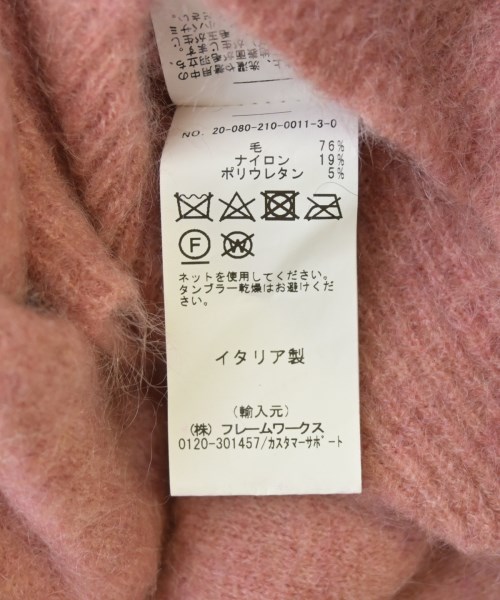 NO. 20-080-210-0011-3-0
毛 76%
ナイロン 19%
ポリウレタン 5%
F
W
ネットを使用してください。
タンブラー乾燥はお避けくだ
さい。
イタリア製
(輸入元)
(株) フレームワークス
0120-301457/カスタマーサポート